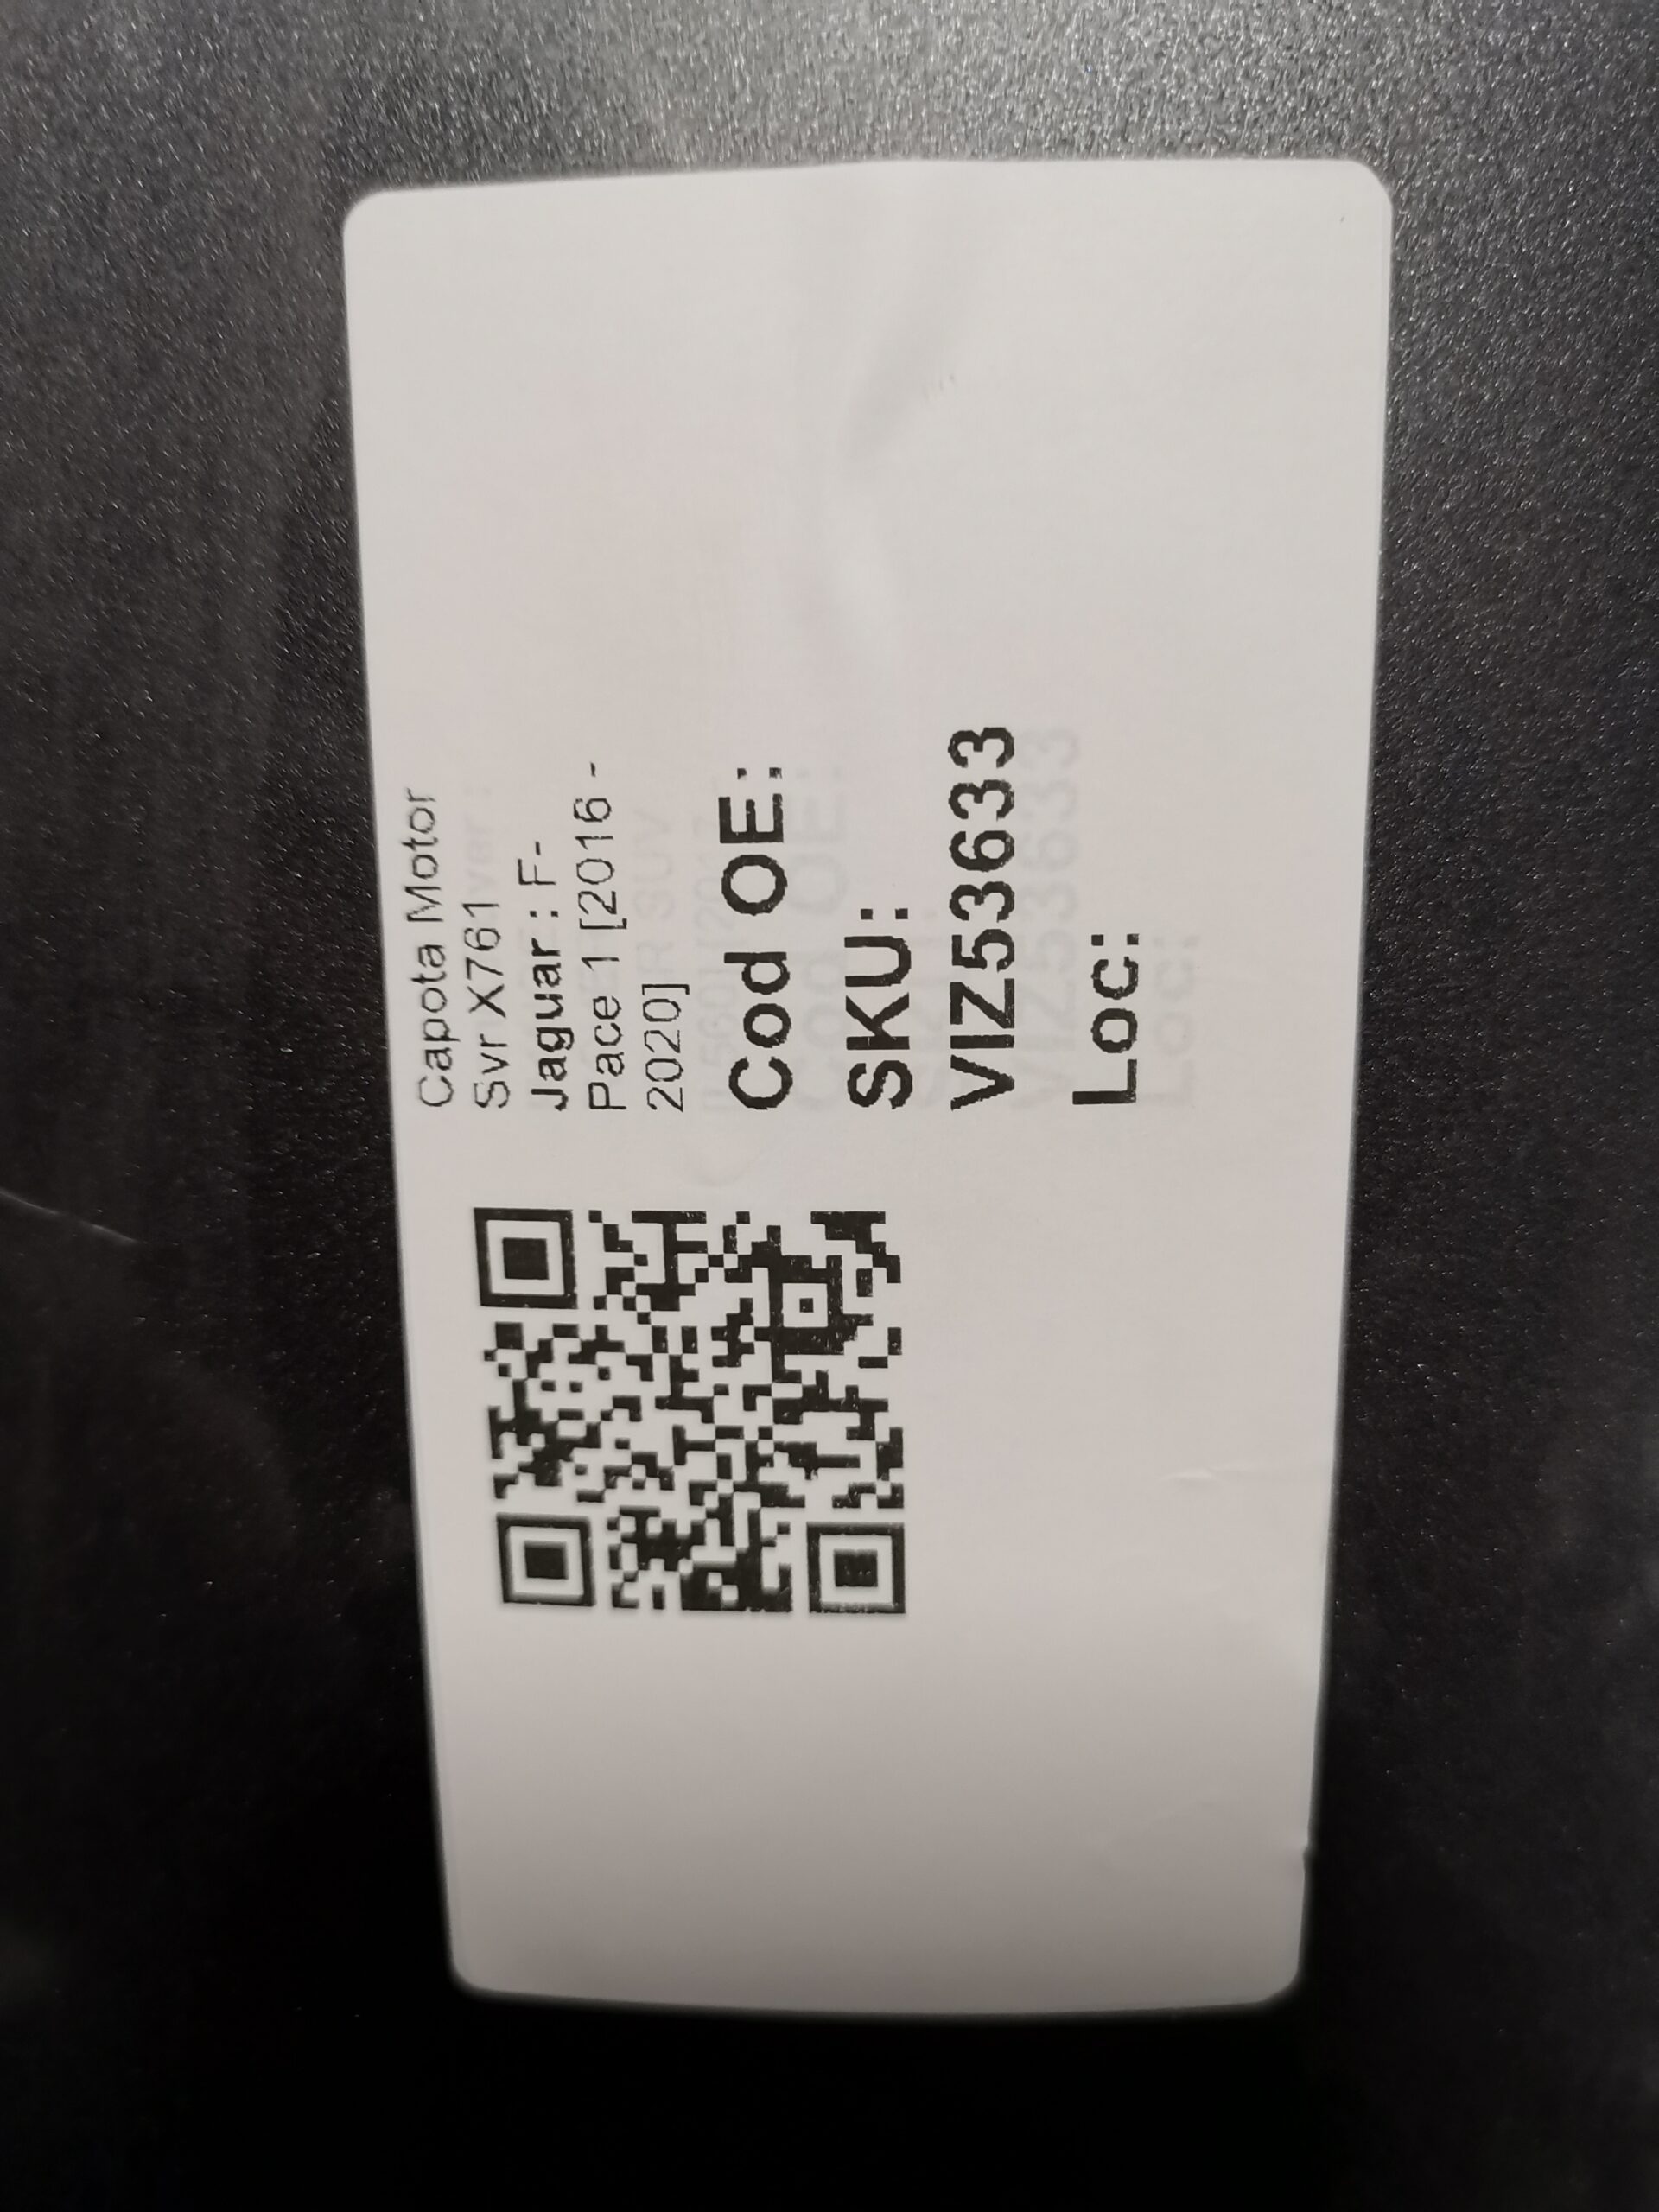 Capota Motor
Svr X761
Jaguar : F-
Pace 1 [2016 -
2020]
Cod OE:
SKU:
VIZ53633
Loc: